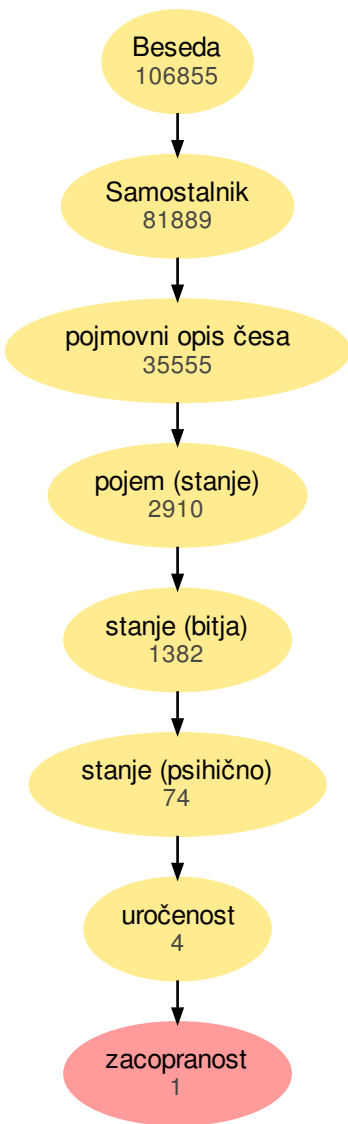 Beseda
106855
Samostalnik
81889
pojmovni opis česa
35555
pojem (stanje)
2910
stanje (bitja)
1382
stanje (psihično)
74
uročenost
4
zacopranost
1